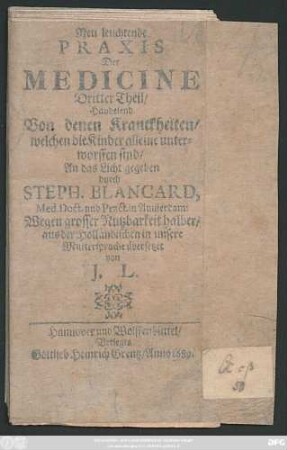 Neu leuchtende
PRAXIS
Der
MEDICINE
Dritter Theil/
Handelend
Von denen Kranckheiten/
welchen die Kinder alleine unter-
worffen seyd/
An das Licht gegeben
durch
STEPH. BLANCARD,
Med. Doct. und Pract. in Amsterdam:
Wegen grosser Nutzbarkeit halber/
aus der Holländischen in unsere
Muttersprache übersetzet
von
J. L.
Hannover und Wolffenbüttel/
Verlegts
Gottlieb Heinrich Grentz/Anno 1689.